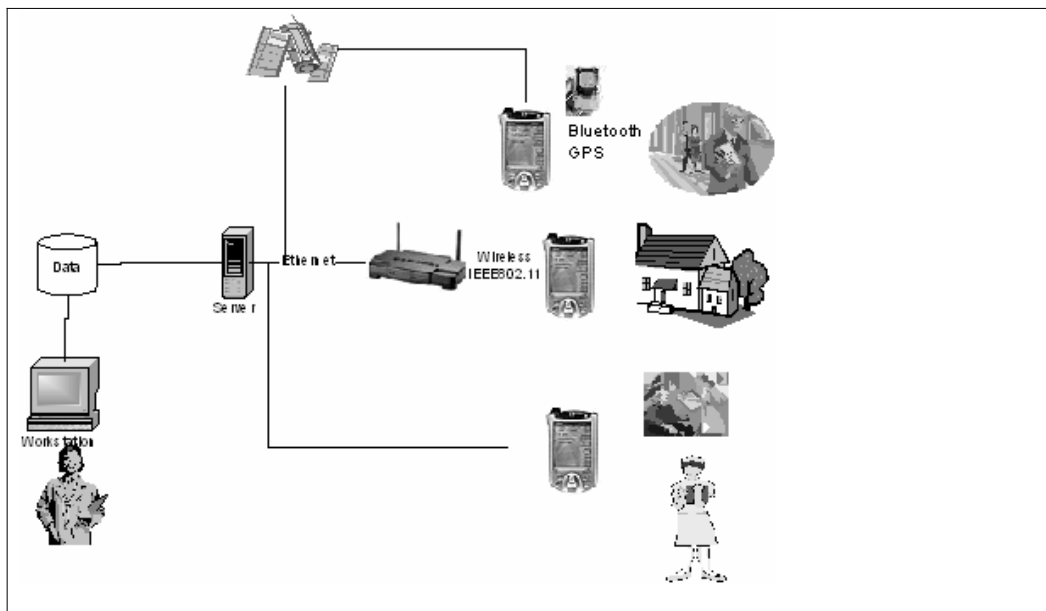 Bluetooth
GPS
Data
Server
Ethernet
Wireless
IEEE802.11
Workstation